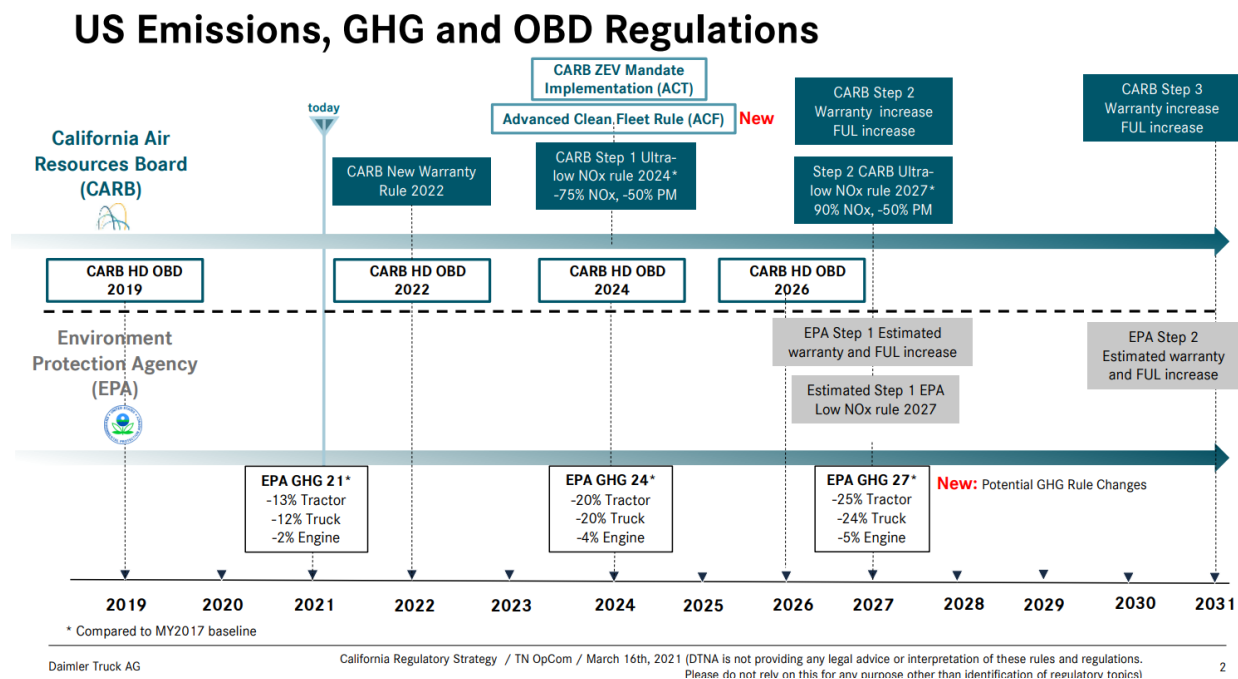 US Emissions, GHG and OBD Regulations
CARB ZEV Mandate
Implementation (ACT)
Advanced Clean Fleet Rule (ACF)
New
today
California Air
Resources Board
(CARB)
CARB New Warranty
Rule 2022
CARB Step 1 Ultra-
low NOx rule 2024*
-75% NOx, -50% PM
CARB Step 2
Warranty increase
FUL increase
Step 2 CARB Ultra-
low NOx rule 2027*
90% NOx, -50% PM
CARB Step 3
Warranty increase
FUL increase
CARB HD OBD
2019
CARB HD OBD
2022
CARB HD OBD
2024
CARB HD OBD
2026
Environment
Protection Agency
(EPA)
EPA Step 1 Estimated
warranty and FUL increase
Estimated Step 1 EPA
Low NOx rule 2027
EPA Step 2
Estimated warranty
and FUL increase
EPA GHG 21*
-13% Tractor
-12% Truck
-2% Engine
EPA GHG 24*
-20% Tractor
-20% Truck
-4% Engine
EPA GHG 27*
-25% Tractor
-24% Truck
-5% Engine
New: Potential GHG Rule Changes
2019 2020 2021 2022 2023 2024 2025 2026 2027 2028 2029 2030 2031
* Compared to MY2017 baseline
Daimler Truck AG
California Regulatory Strategy / TN OpCom / March 16th, 2021 (DTNA is not providing any legal advice or interpretation of these rules and regulations.
Please do not rely on this for any purpose other than identification of regulatory topics)
2